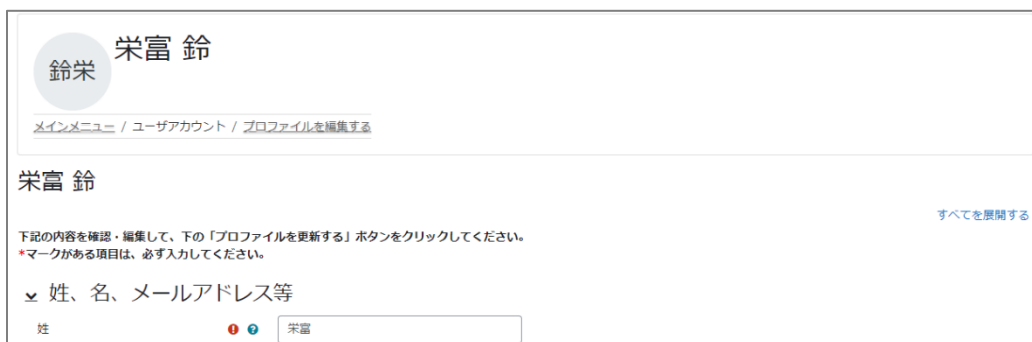 栄富 鈴
鈴栄
メインメニュー / ユーザアカウント / プロファイルを編集する
栄富 鈴
すべてを展開する
下記の内容を確認・編集して、下の「プロファイルを更新する」ボタンをクリックしてください。
*マークがある項目は、必ず入力してください。
姓、名、メールアドレス等
姓 栄富